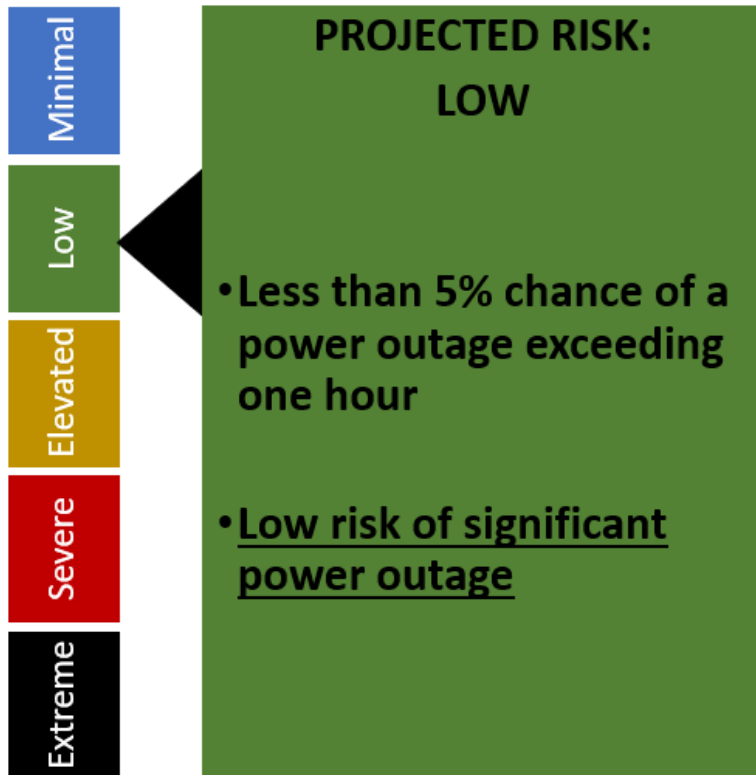 Minimal
Low
Elevated
Severe
Extreme
PROJECTED RISK:
LOW
•Less than 5% chance of a
power outage exceeding
one hour
•Low risk of significant
power outage